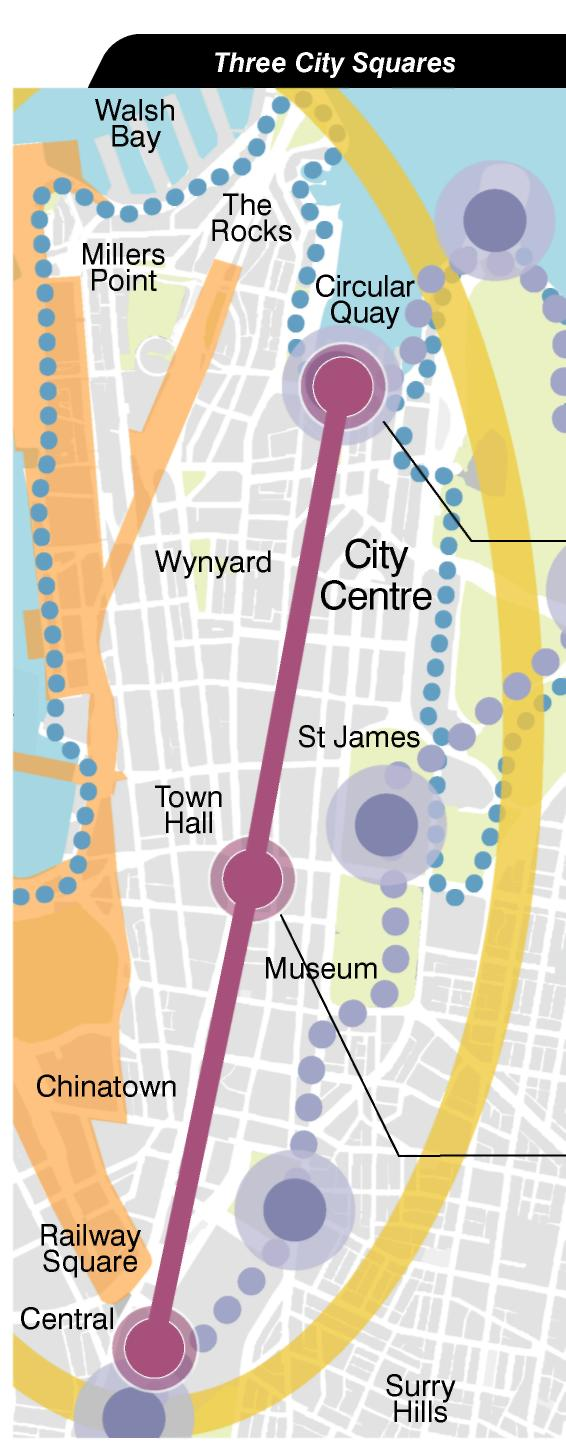 Three City Squares
Walsh
Bay
The
Rocks
Millers
Point
Circular
Quay
Wynyard
City
Centre
St James
Town
Hall
Museum
Chinatown
Railway
Square
Central
Surry
Hills